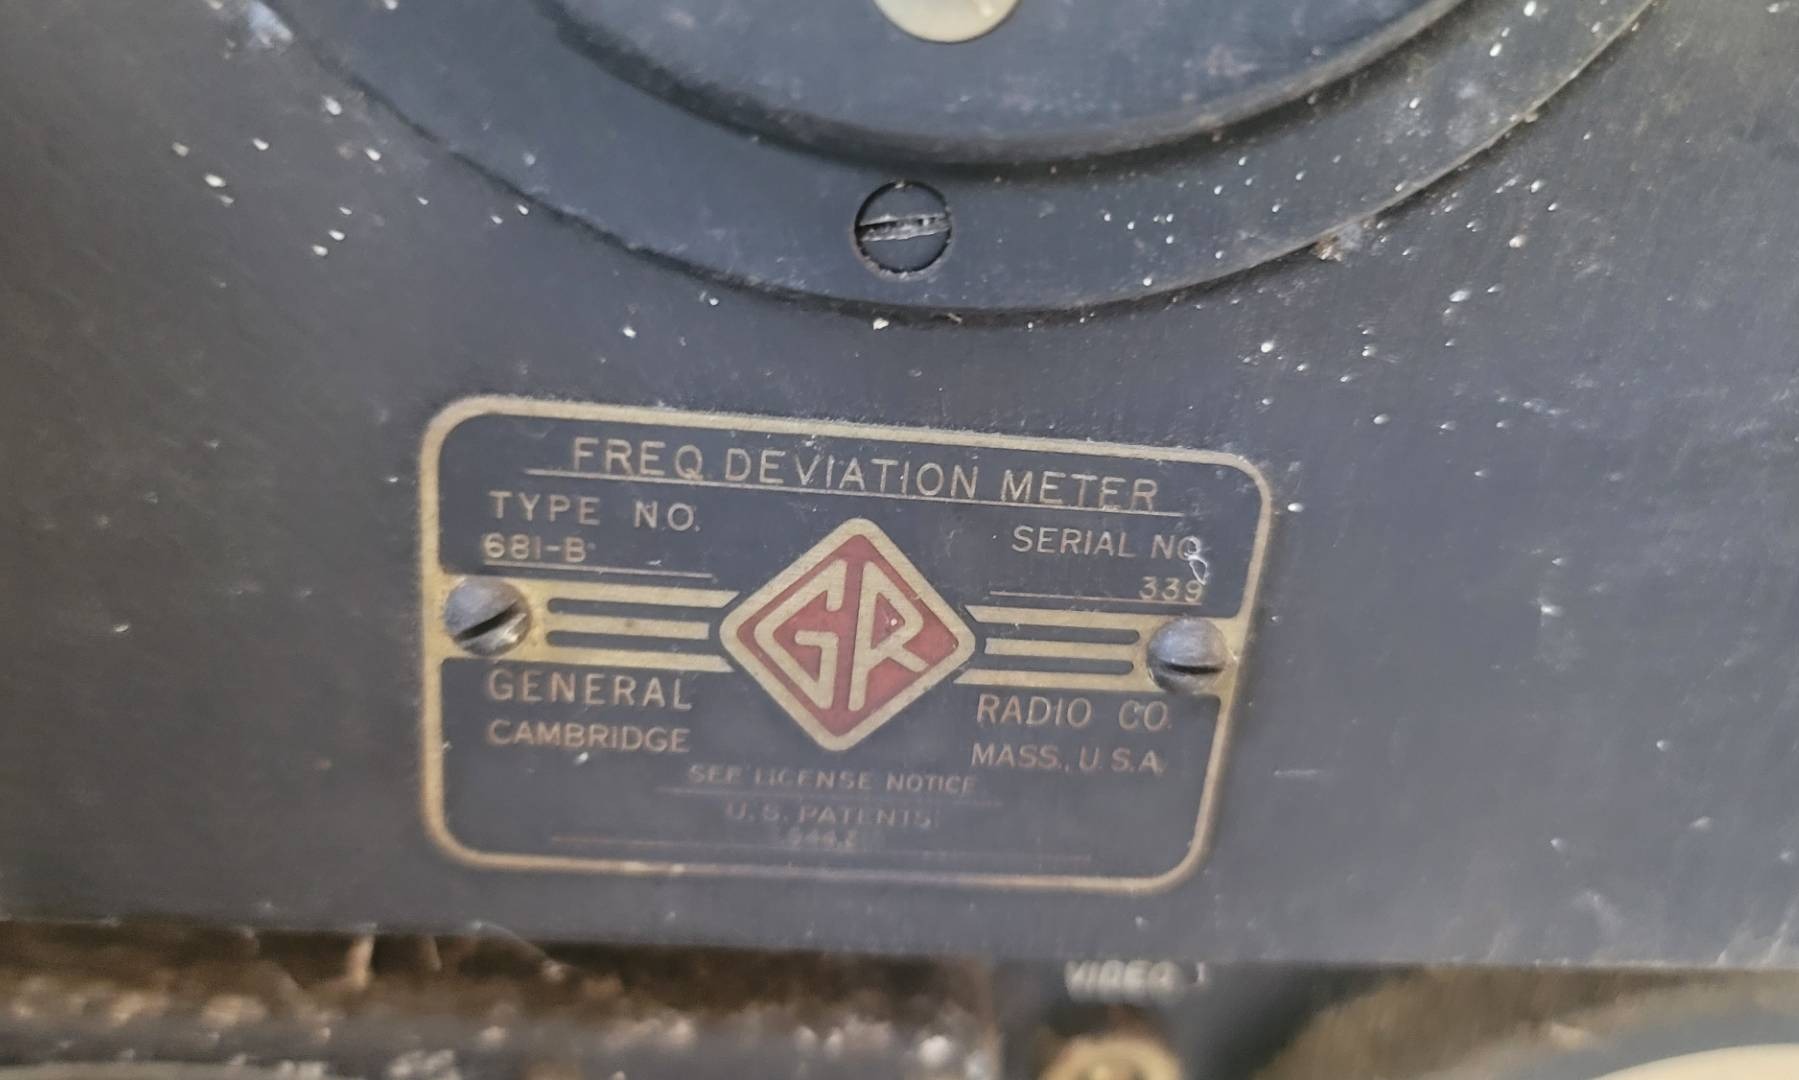 FREQ. DEVIATION METER
TYPE NO.
681-B
SERIAL NO.
339
GR
GENERAL RADIO CO.
CAMBRIDGE MASS., U.S.A.
SEE LICENSE NOTICE
U.S. PATENTS
VIDEO 1